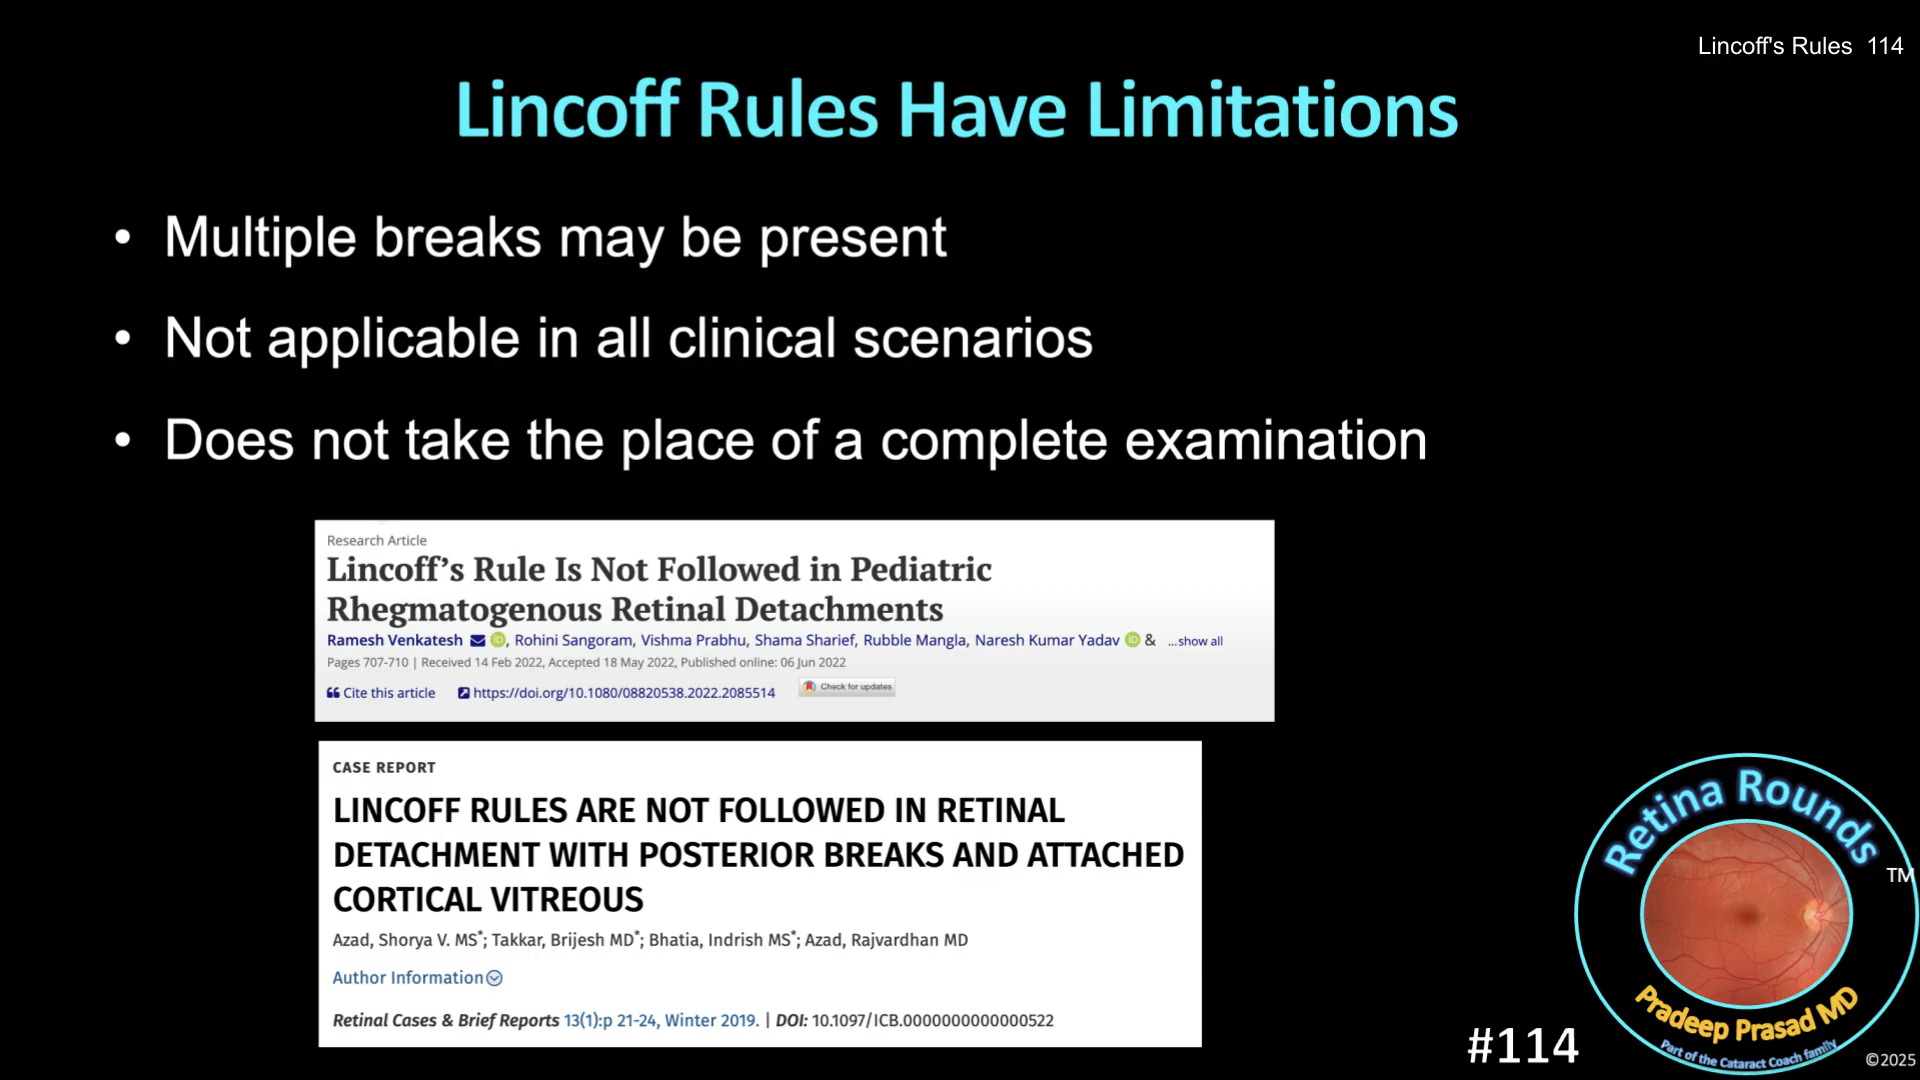 Lincoff's Rules 114
Lincoff Rules Have Limitations
• Multiple breaks may be present
• Not applicable in all clinical scenarios
• Does not take the place of a complete examination
Research Article
Lincoff’s Rule Is Not Followed in Pediatric
Rhegmatogenous Retinal Detachments
Ramesh Venkatesh iD, Rohini Sangoram, Vishma Prabhu, Shama Sharief, Rubble Mangla, Naresh Kumar Yadav iD & ...show all
Pages 707-710 | Received 14 Feb 2022, Accepted 18 May 2022, Published online: 06 Jun 2022
Cite this article https://doi.org/10.1080/08820538.2022.2085514 Check for updates
CASE REPORT
LINCOFF RULES ARE NOT FOLLOWED IN RETINAL
DETACHMENT WITH POSTERIOR BREAKS AND ATTACHED
CORTICAL VITREOUS
Azad, Shorya V. MS*; Takkar, Brijesh MD*; Bhatia, Indrish MS*; Azad, Rajvardhan MD
Author Information
Retinal Cases & Brief Reports 13(1):p 21-24, Winter 2019. | DOI: 10.1097/ICB.0000000000000522
Retina Rounds
TM
Pradeep Prasad MD
Part of the Cataract Coach family
#114
©2025